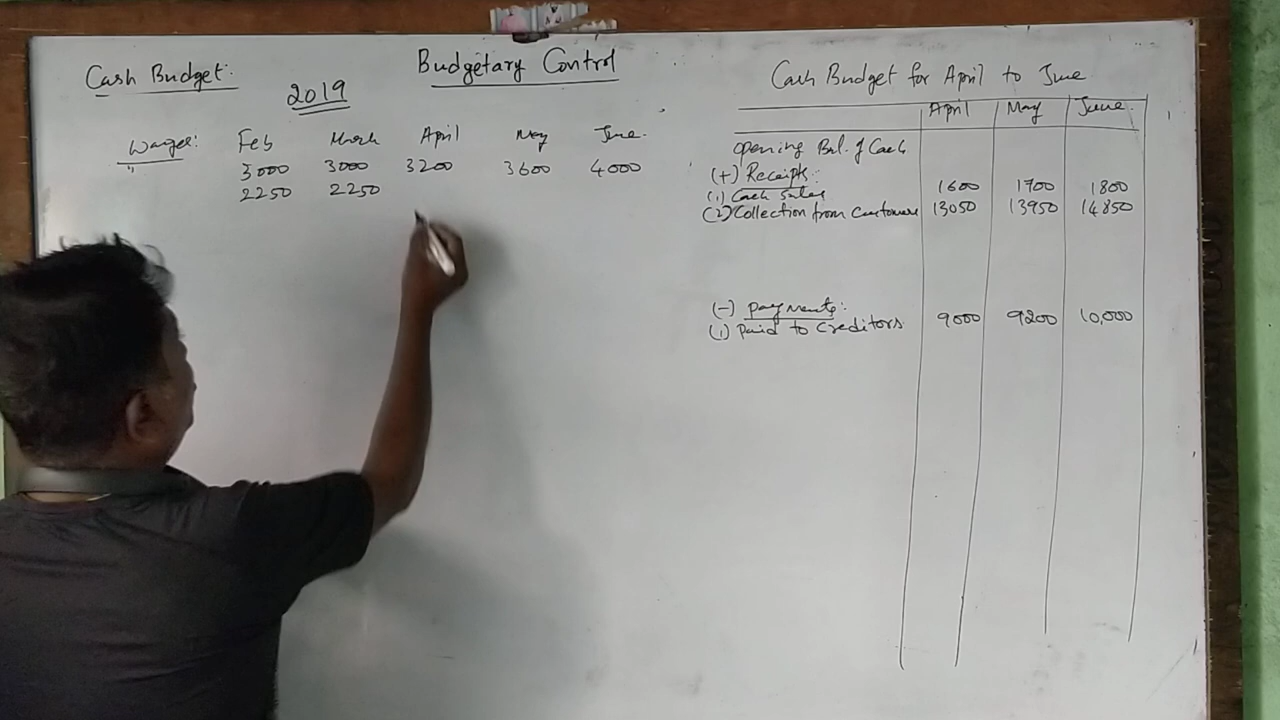 Budgetary Control
Cash Budget:
2019
Wages: Feb March April May June.
" 3000 3000 3200 3600 4000
2250 2250
Cash Budget for April to June
April May June
opening Bal. of Cash
(+) Receipts:
(1) Cash Sales 1600 1700 1800
(2) Collection from Customers 13050 13950 14850
(-) payments:
(1) Paid to Creditors 9000 9200 10,000